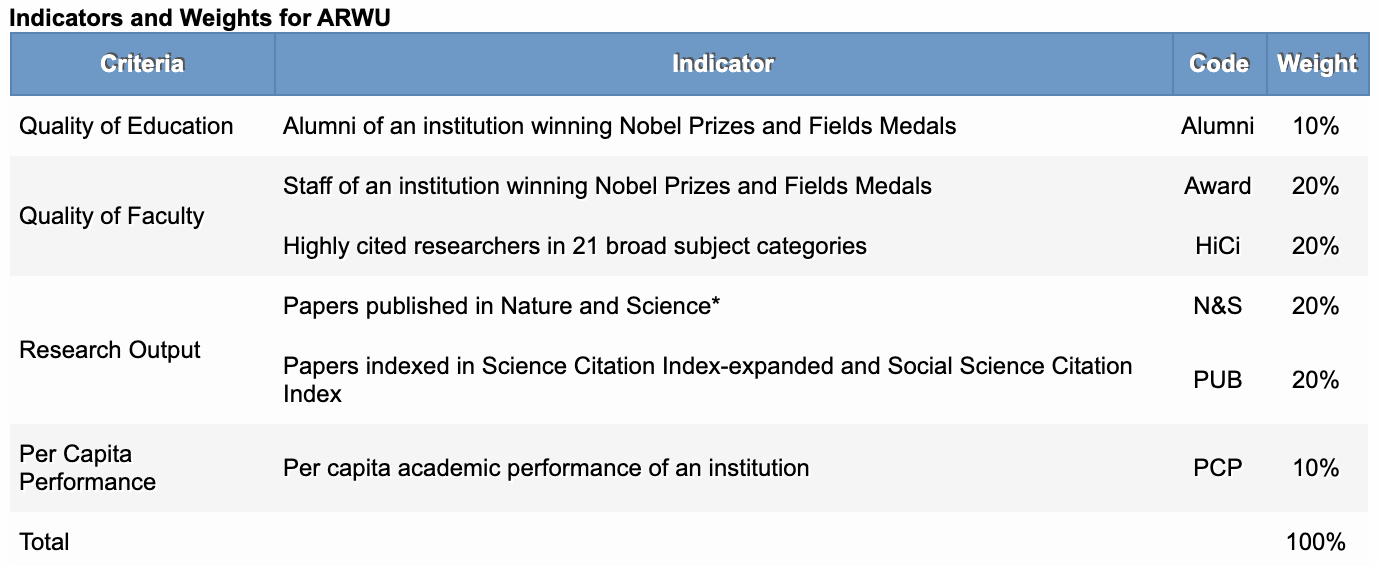 Indicators and Weights for ARWU
Criteria Indicator Code Weight
Quality of Education Alumni of an institution winning Nobel Prizes and Fields Medals Alumni 10%
Quality of Faculty
Staff of an institution winning Nobel Prizes and Fields Medals Award 20%
Highly cited researchers in 21 broad subject categories HiCi 20%
Research Output
Papers published in Nature and Science* N&S 20%
Papers indexed in Science Citation Index-expanded and Social Science Citation
Index
PUB 20%
Per Capita
Performance
Per capita academic performance of an institution PCP 10%
Total 100%